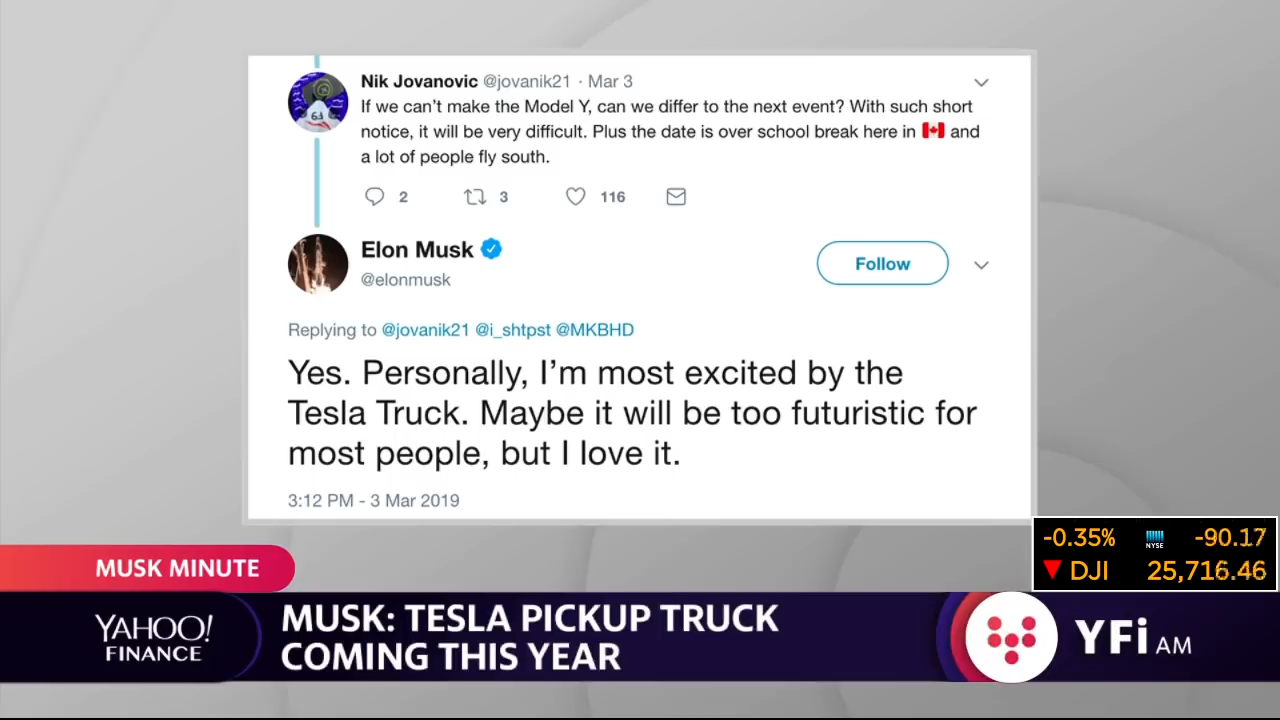 Nik Jovanovic @jovanik21 · Mar 3
If we can't make the Model Y, can we differ to the next event? With such short
notice, it will be very difficult. Plus the date is over school break here in 🇨🇦 and
a lot of people fly south.
2 3 116
Elon Musk
@elonmusk
Follow
Replying to @jovanik21 @i_shtpst @MKBHD
Yes. Personally, I'm most excited by the
Tesla Truck. Maybe it will be too futuristic for
most people, but I love it.
3:12 PM - 3 Mar 2019
-0.35% NYSE -90.17
▼ DJI 25,716.46
MUSK MINUTE
YAHOO!
FINANCE
MUSK: TESLA PICKUP TRUCK
COMING THIS YEAR
YFi AM